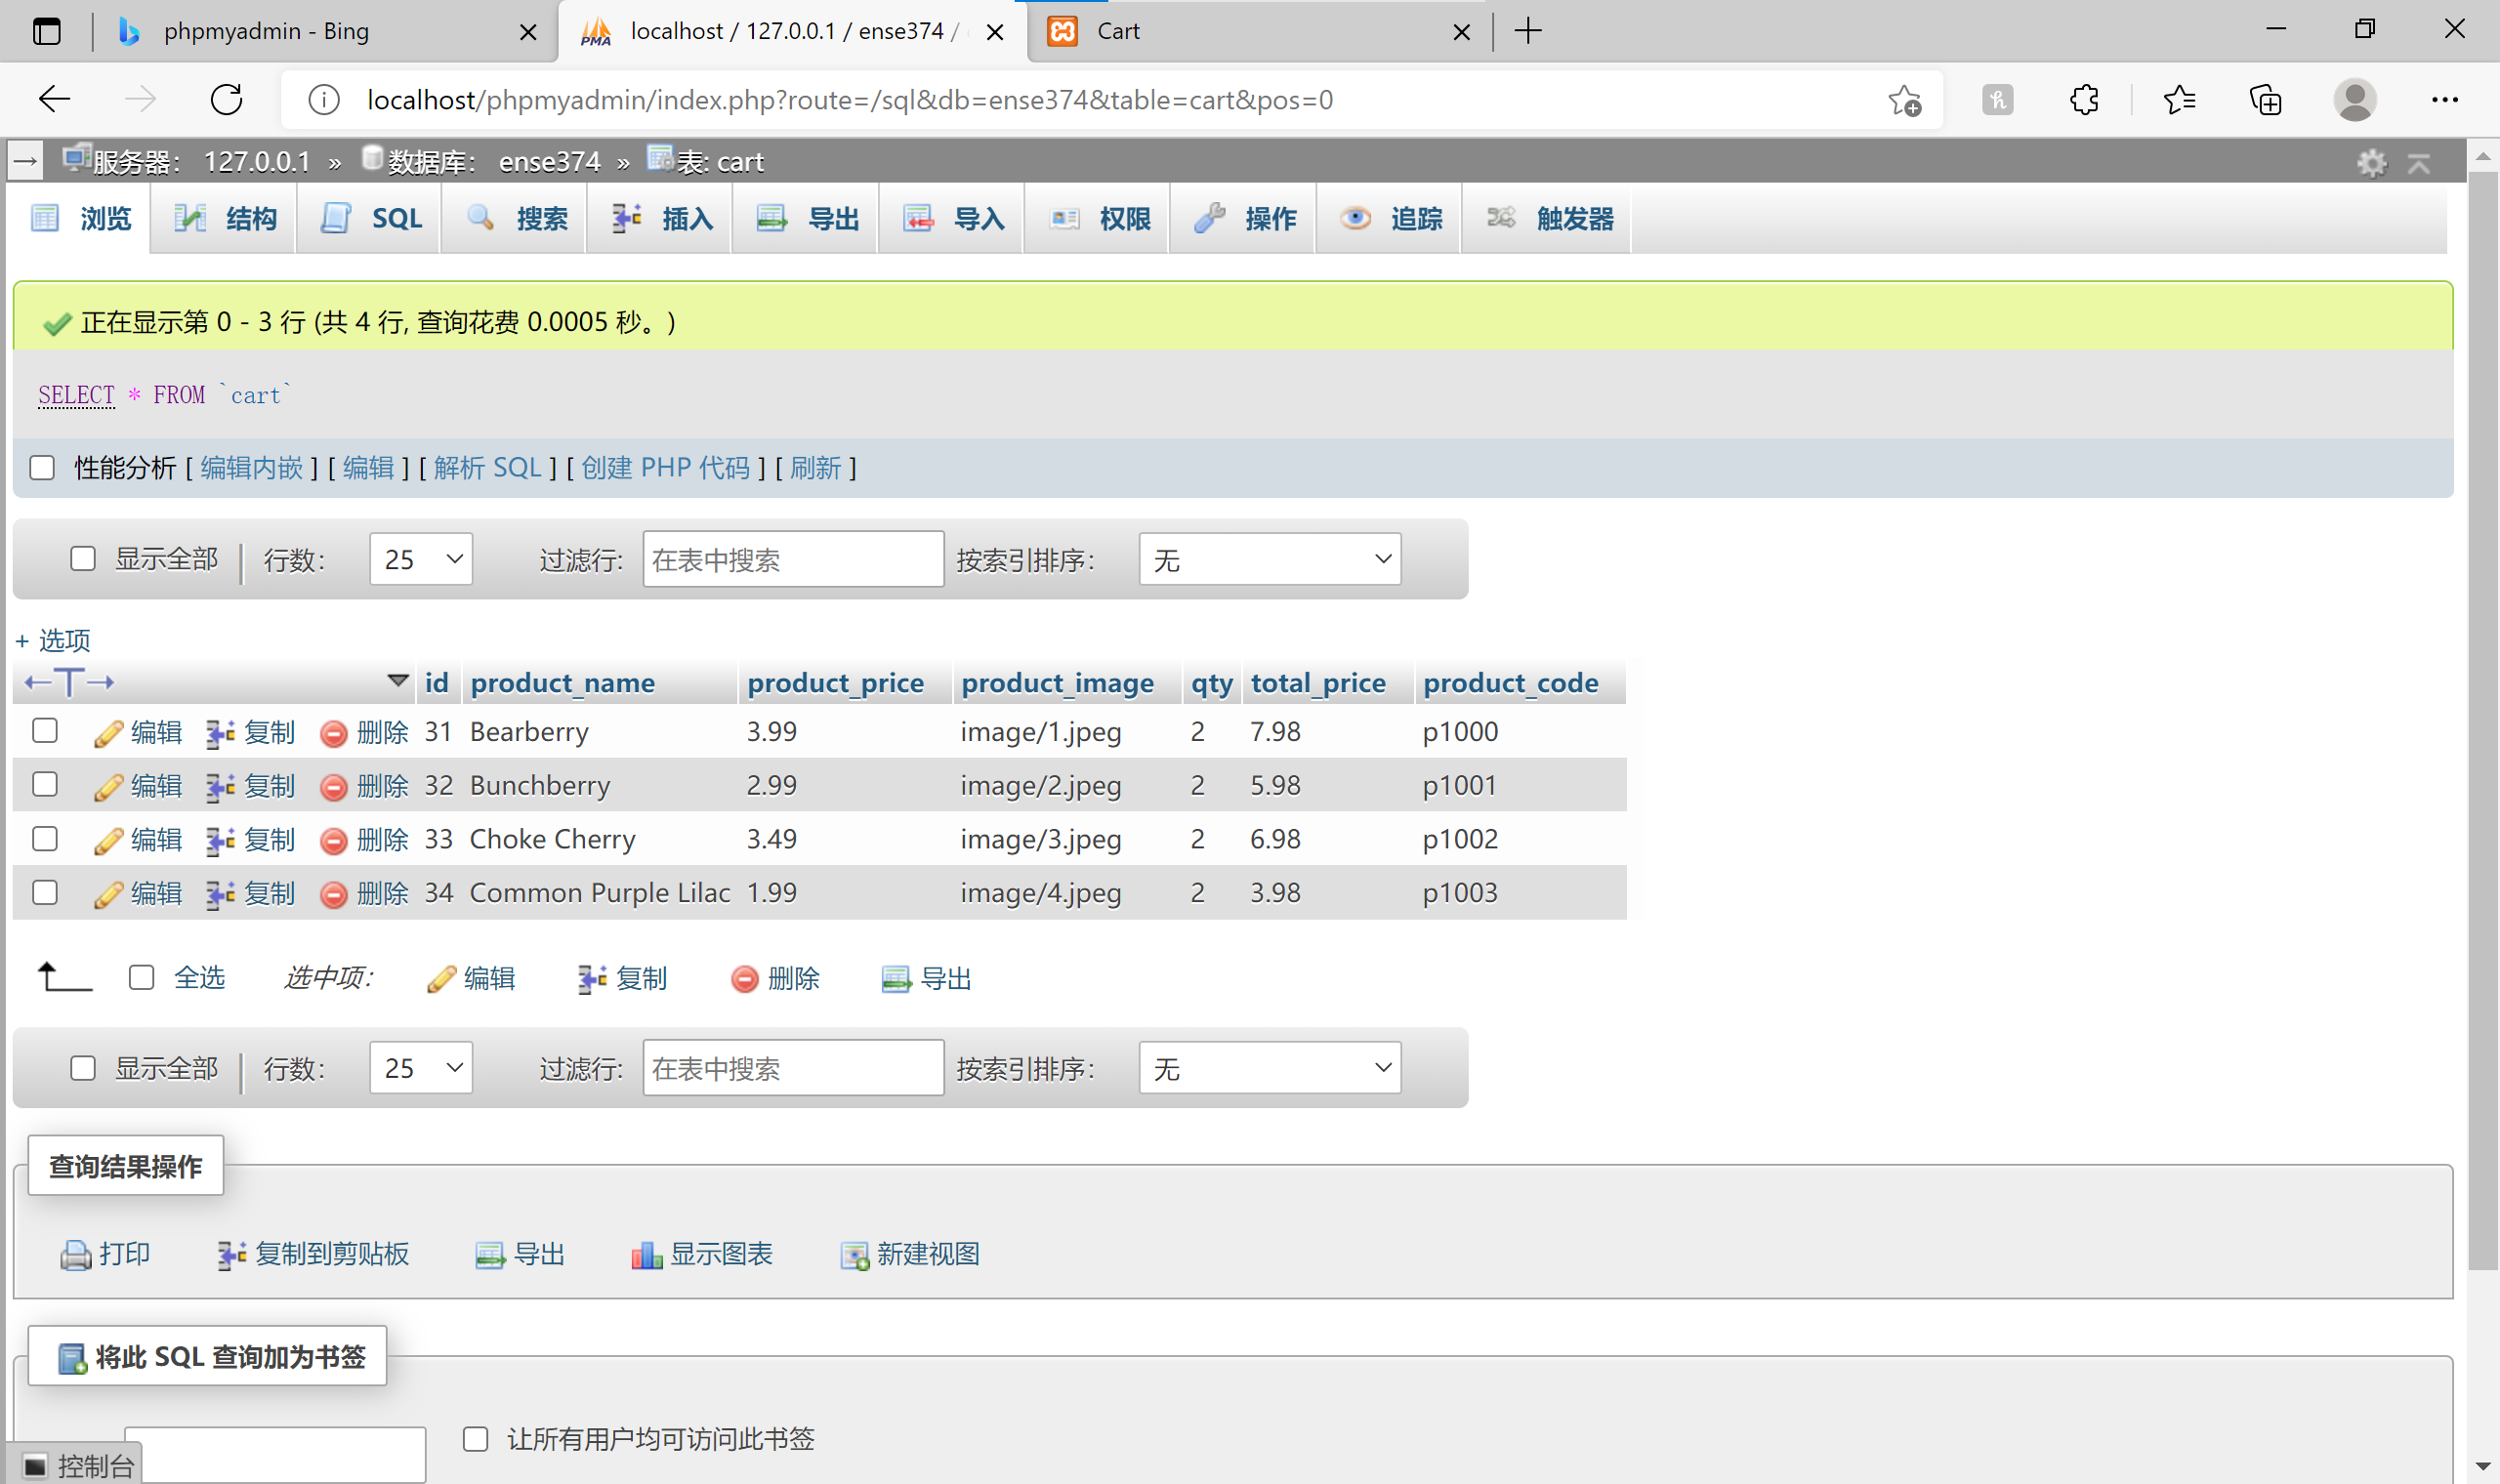 phpmyadmin - Bing
localhost / 127.0.0.1 / ense374 /
Cart
localhost/phpmyadmin/index.php?route=/sql&db=ense374&table=cart&pos=0
服务器: 127.0.0.1 » 数据库: ense374 » 表: cart
浏览 结构 SQL 搜索 插入 导出 导入 权限 操作 追踪 触发器
正在显示第 0 - 3 行 (共 4 行, 查询花费 0.0005 秒。)
SELECT * FROM `cart`
性能分析 [ 编辑内嵌 ] [ 编辑 ] [ 解析 SQL ] [ 创建 PHP 代码 ] [ 刷新 ]
显示全部 | 行数: 25 过滤行: 在表中搜索 按索引排序: 无
+ 选项
←T→ id product_name product_price product_image qty total_price product_code
编辑 复制 删除 31 Bearberry 3.99 image/1.jpeg 2 7.98 p1000
编辑 复制 删除 32 Bunchberry 2.99 image/2.jpeg 2 5.98 p1001
编辑 复制 删除 33 Choke Cherry 3.49 image/3.jpeg 2 6.98 p1002
编辑 复制 删除 34 Common Purple Lilac 1.99 image/4.jpeg 2 3.98 p1003
全选 选中项: 编辑 复制 删除 导出
显示全部 | 行数: 25 过滤行: 在表中搜索 按索引排序: 无
查询结果操作
打印 复制到剪贴板 导出 显示图表 新建视图
将此 SQL 查询加为书签
让所有用户均可访问此书签
控制台